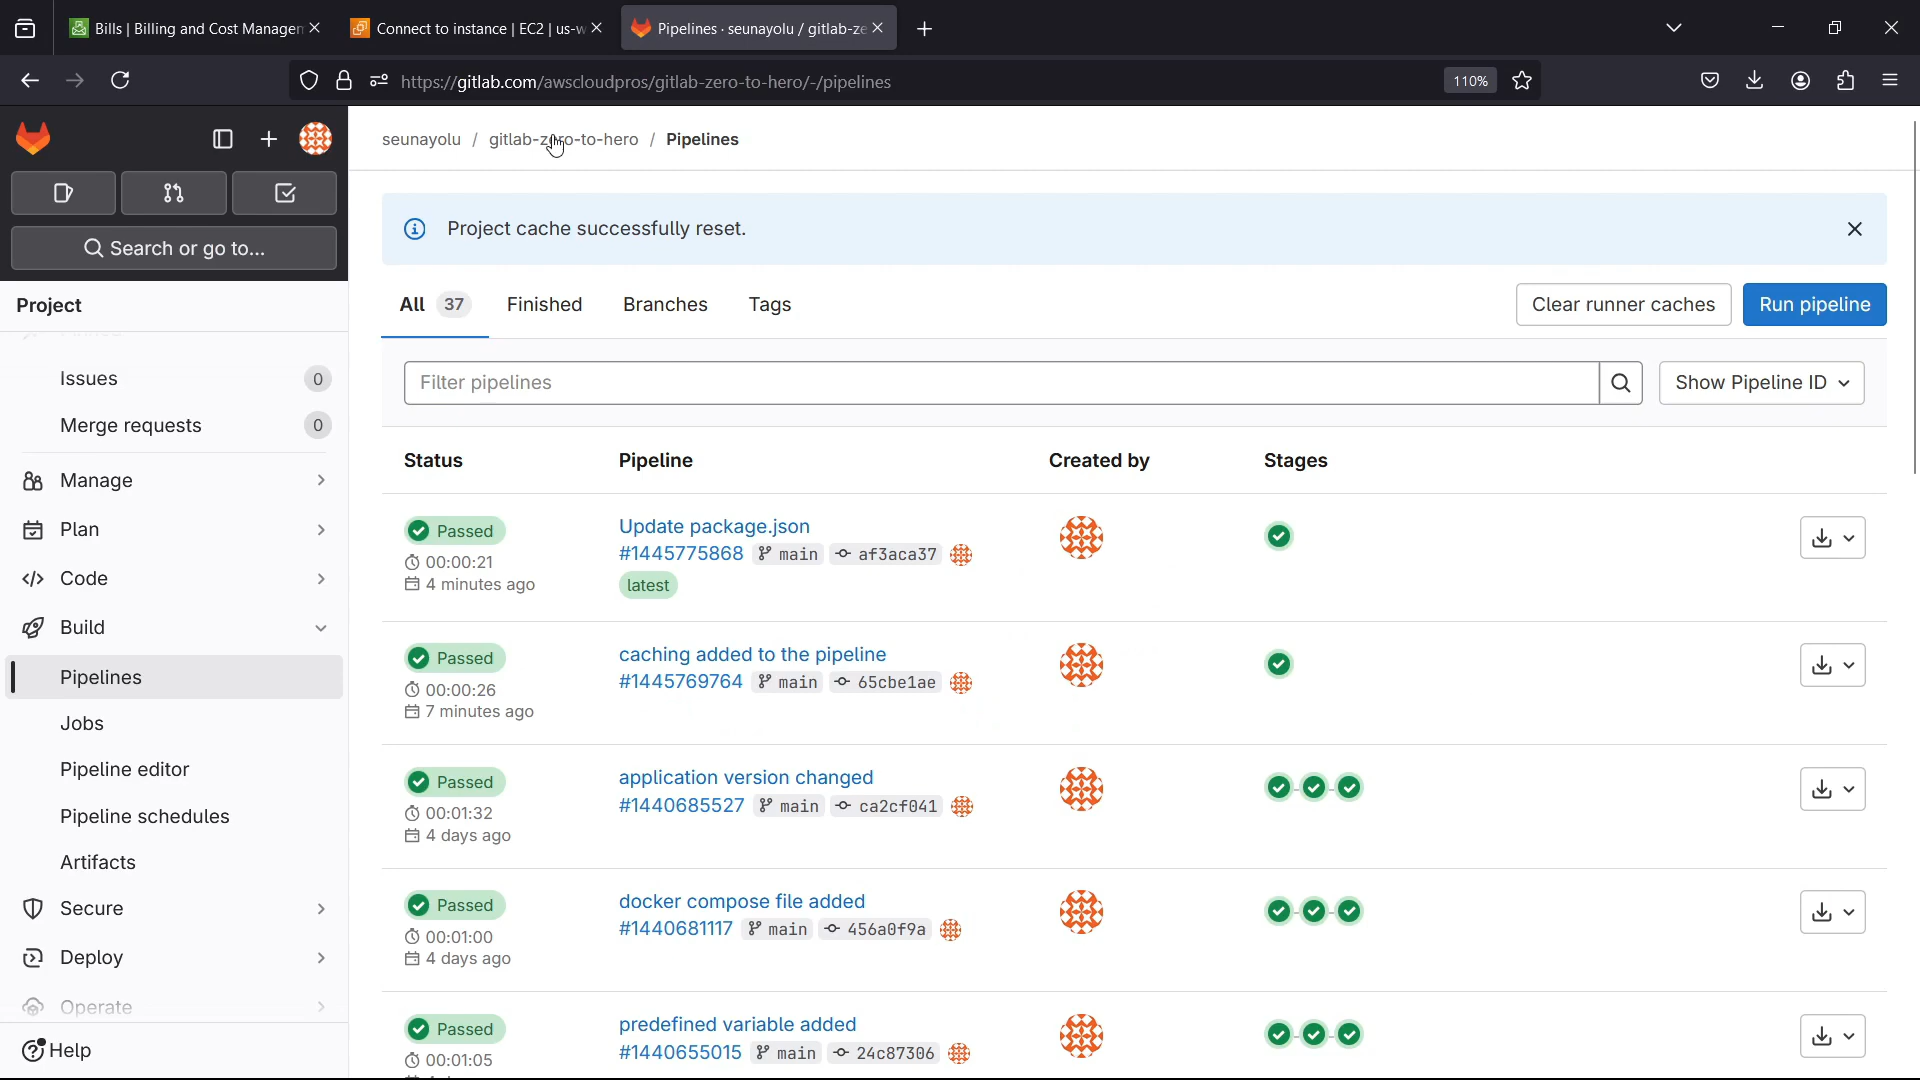 Bills | Billing and Cost Managem
Connect to instance | EC2 | us-w
Pipelines · seunayolu / gitlab-ze
https://gitlab.com/awscloudpros/gitlab-zero-to-hero/-/pipelines
110%
seunayolu / gitlab-zero-to-hero / Pipelines
Search or go to...
Project
Issues 0
Merge requests 0
Manage
Plan
Code
Build
Pipelines
Jobs
Pipeline editor
Pipeline schedules
Artifacts
Secure
Deploy
Operate
Help
Project cache successfully reset.
All 37 Finished Branches Tags
Clear runner caches Run pipeline
Filter pipelines
Show Pipeline ID
Status Pipeline Created by Stages
Passed
00:00:21
4 minutes ago
Update package.json
#1445775868 main af3aca37
latest
Passed
00:00:26
7 minutes ago
caching added to the pipeline
#1445769764 main 65cbe1ae
Passed
00:01:32
4 days ago
application version changed
#1440685527 main ca2cf041
Passed
00:01:00
4 days ago
docker compose file added
#1440681117 main 456a0f9a
Passed
00:01:05
predefined variable added
#1440655015 main 24c87306